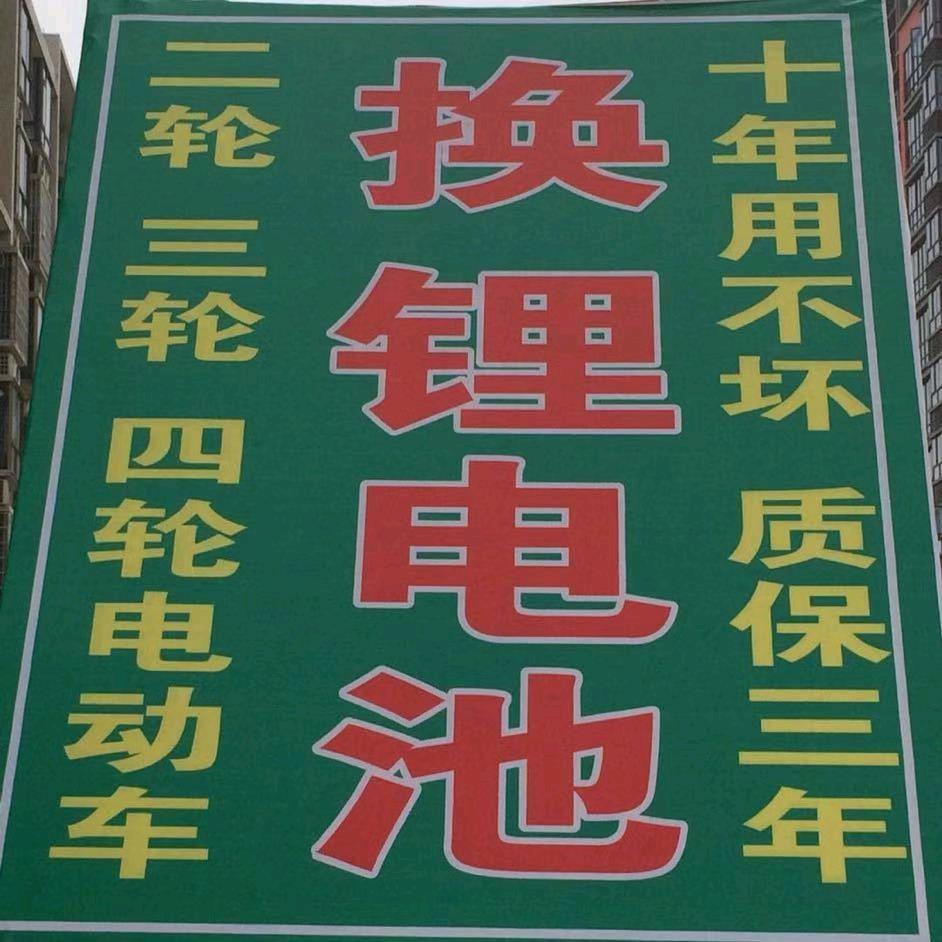 十年用不坏 质保三年
换锂电池
二轮 三轮 四轮电动车